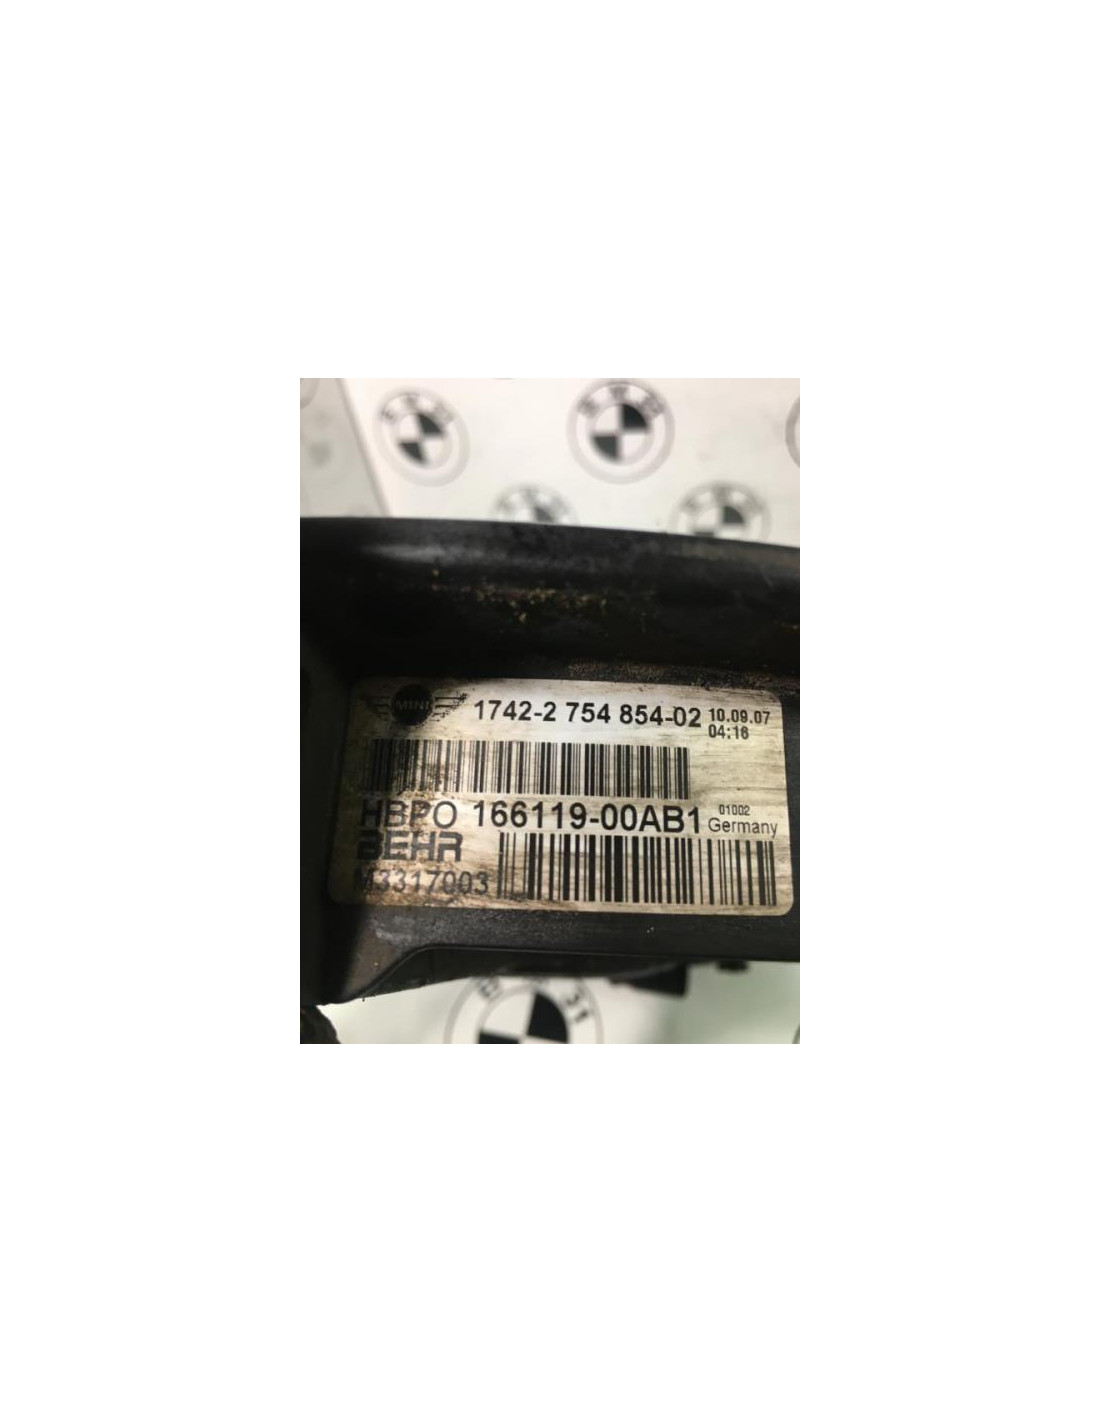 MINI 1742-2 754 854-02 10.09.07
04:16
HBPO 166119-00AB1 01002
Germany
BEHR
M3317003